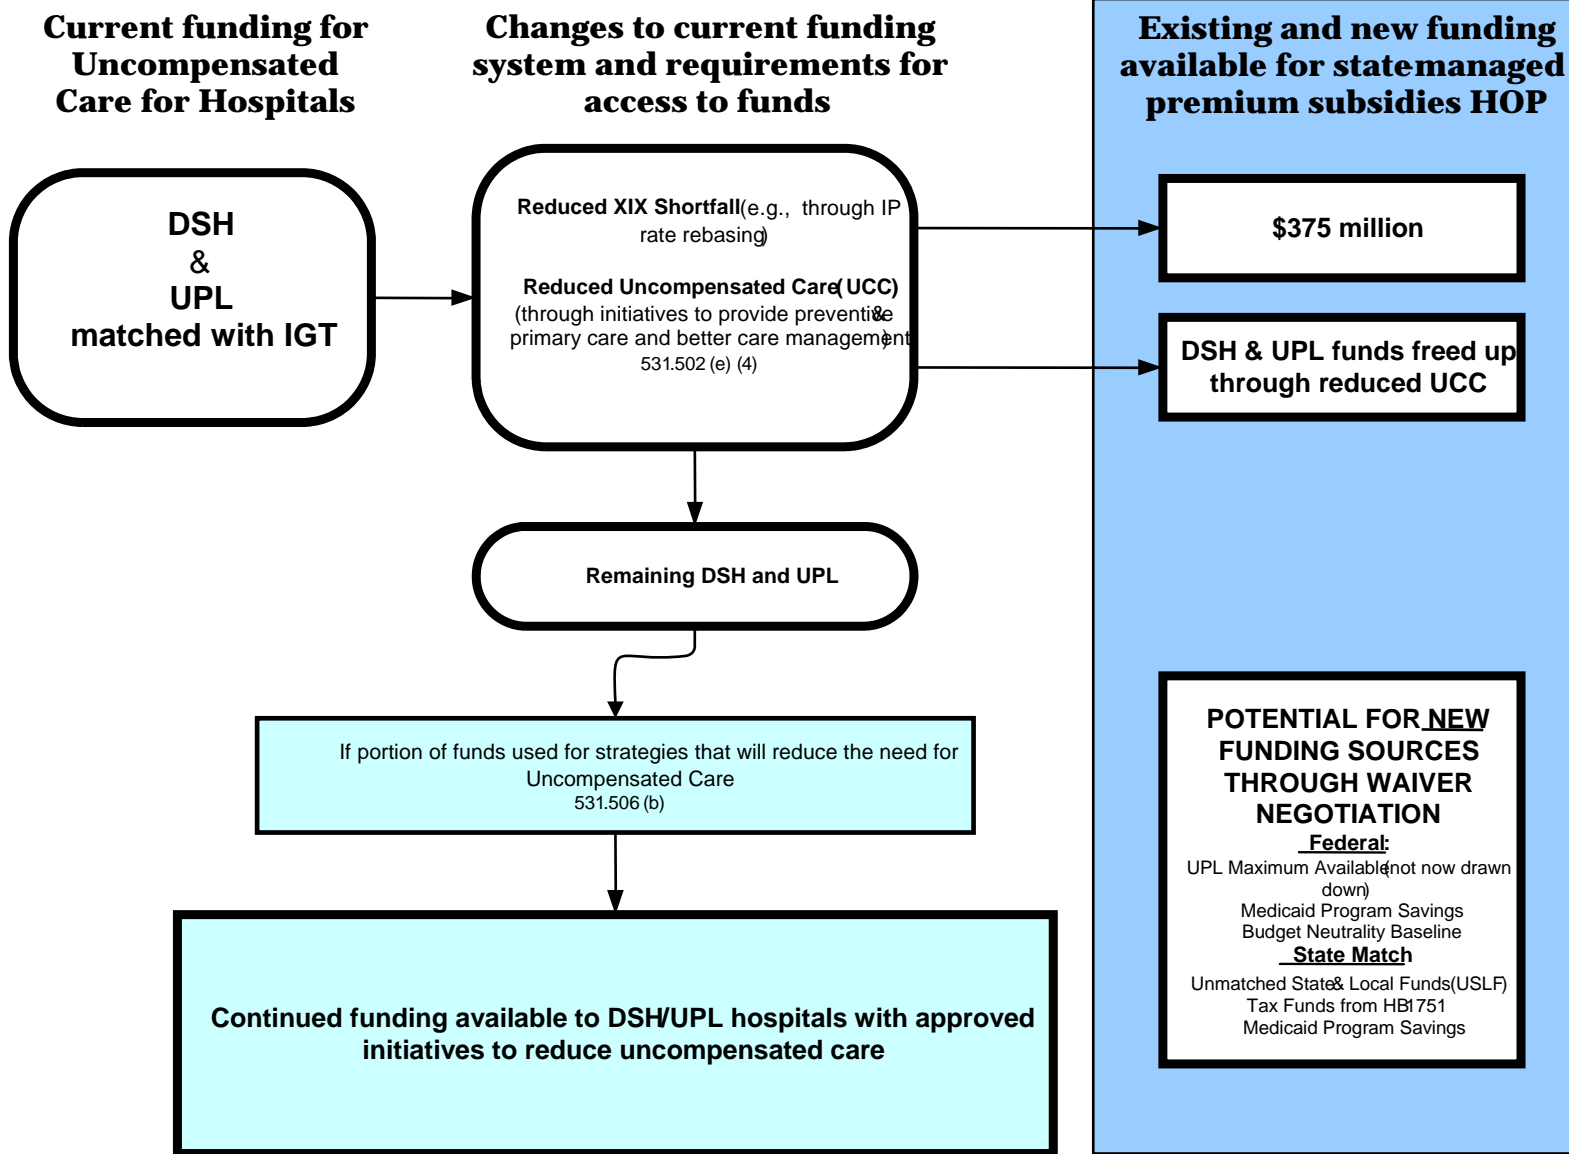 Current funding for
Uncompensated
Care for Hospitals
Changes to current funding
system and requirements for
access to funds
Existing and new funding
available for statemanaged
premium subsidies HOP
DSH
&
UPL
matched with IGT
Reduced XIX Shortfall(e.g., through IP
rate rebasing)
Reduced Uncompensated Care(UCC)
(through initiatives to provide preventive&
primary care and better care management)
531.502 (e) (4)
$375 million
DSH & UPL funds freed up
through reduced UCC
Remaining DSH and UPL
If portion of funds used for strategies that will reduce the need for
Uncompensated Care
531.506 (b)
Continued funding available to DSH/UPL hospitals with approved
initiatives to reduce uncompensated care
POTENTIAL FOR NEW
FUNDING SOURCES
THROUGH WAIVER
NEGOTIATION
Federal:
UPL Maximum Available(not now drawn
down)
Medicaid Program Savings
Budget Neutrality Baseline
State Match
Unmatched State& Local Funds(USLF)
Tax Funds from HB1751
Medicaid Program Savings